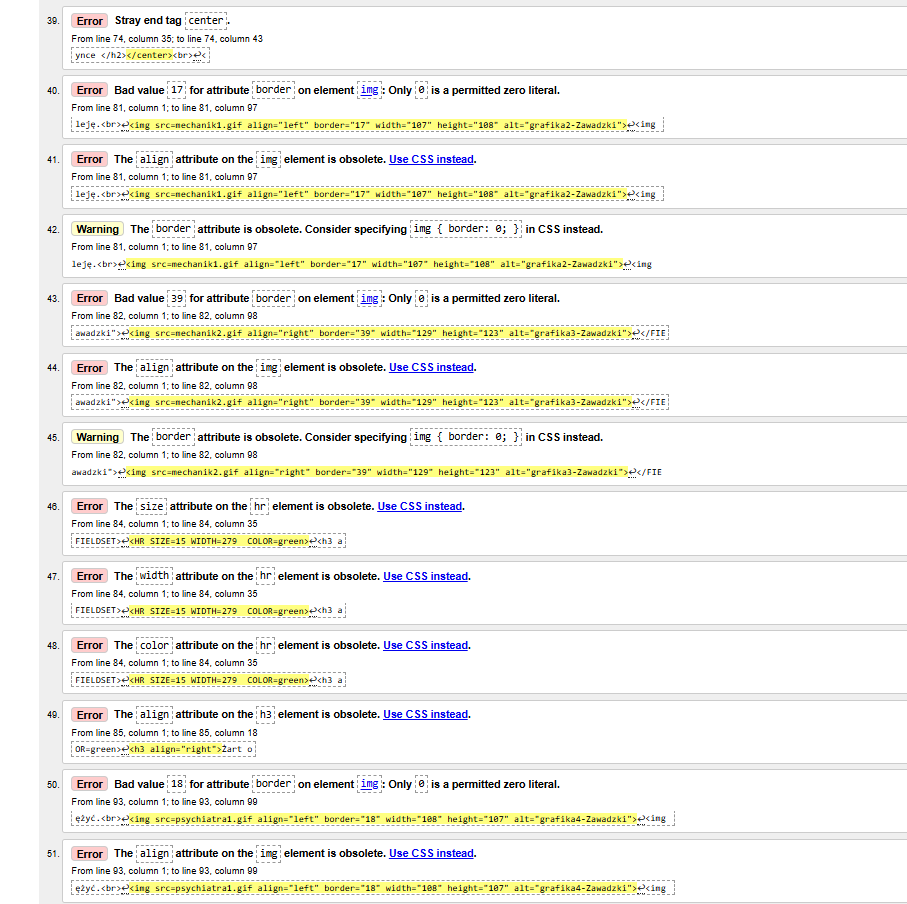 39. Error Stray end tag center.
From line 74, column 35; to line 74, column 43
ynce </h2></center><br>↩<
40. Error Bad value 17 for attribute border on element img: Only 0 is a permitted zero literal.
From line 81, column 1; to line 81, column 97
leję.<br>↩<img src=mechanik1.gif align="left" border="17" width="107" height="108" alt="grafika2-Zawadzki">↩<img
41. Error The align attribute on the img element is obsolete. Use CSS instead.
From line 81, column 1; to line 81, column 97
leję.<br>↩<img src=mechanik1.gif align="left" border="17" width="107" height="108" alt="grafika2-Zawadzki">↩<img
42. Warning The border attribute is obsolete. Consider specifying img { border: 0; } in CSS instead.
From line 81, column 1; to line 81, column 97
leję.<br>↩<img src=mechanik1.gif align="left" border="17" width="107" height="108" alt="grafika2-Zawadzki">↩<img
43. Error Bad value 39 for attribute border on element img: Only 0 is a permitted zero literal.
From line 82, column 1; to line 82, column 98
awadzki">↩<img src=mechanik2.gif align="right" border="39" width="129" height="123" alt="grafika3-Zawadzki">↩</FIE
44. Error The align attribute on the img element is obsolete. Use CSS instead.
From line 82, column 1; to line 82, column 98
awadzki">↩<img src=mechanik2.gif align="right" border="39" width="129" height="123" alt="grafika3-Zawadzki">↩</FIE
45. Warning The border attribute is obsolete. Consider specifying img { border: 0; } in CSS instead.
From line 82, column 1; to line 82, column 98
awadzki">↩<img src=mechanik2.gif align="right" border="39" width="129" height="123" alt="grafika3-Zawadzki">↩</FIE
46. Error The size attribute on the hr element is obsolete. Use CSS instead.
From line 84, column 1; to line 84, column 35
FIELDSET>↩<HR SIZE=15 WIDTH=279  COLOR=green>↩<h3 a
47. Error The width attribute on the hr element is obsolete. Use CSS instead.
From line 84, column 1; to line 84, column 35
FIELDSET>↩<HR SIZE=15 WIDTH=279  COLOR=green>↩<h3 a
48. Error The color attribute on the hr element is obsolete. Use CSS instead.
From line 84, column 1; to line 84, column 35
FIELDSET>↩<HR SIZE=15 WIDTH=279  COLOR=green>↩<h3 a
49. Error The align attribute on the h3 element is obsolete. Use CSS instead.
From line 85, column 1; to line 85, column 18
OR=green>↩<h3 align="right">Żart o
50. Error Bad value 18 for attribute border on element img: Only 0 is a permitted zero literal.
From line 93, column 1; to line 93, column 99
ężyć.<br>↩<img src=psychiatra1.gif align="left" border="18" width="108" height="107" alt="grafika4-Zawadzki">↩<img
51. Error The align attribute on the img element is obsolete. Use CSS instead.
From line 93, column 1; to line 93, column 99
ężyć.<br>↩<img src=psychiatra1.gif align="left" border="18" width="108" height="107" alt="grafika4-Zawadzki">↩<img